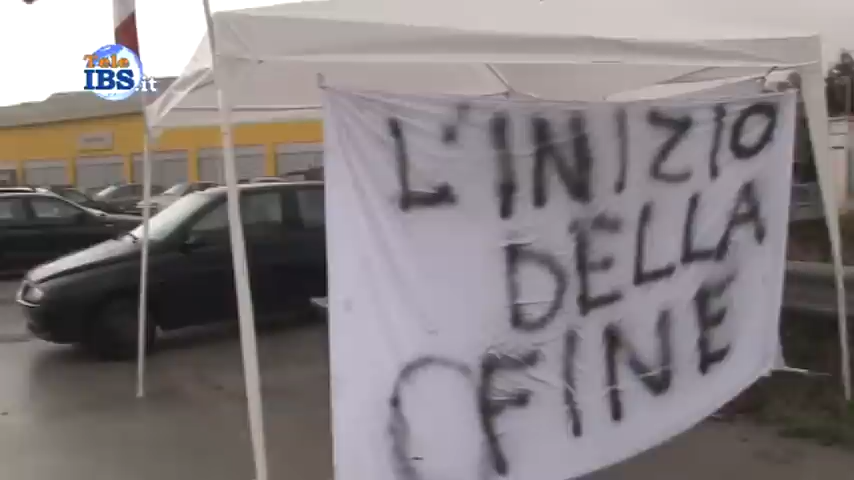 Tele
IBS.it
L'INIZIO
DELLA
FINE